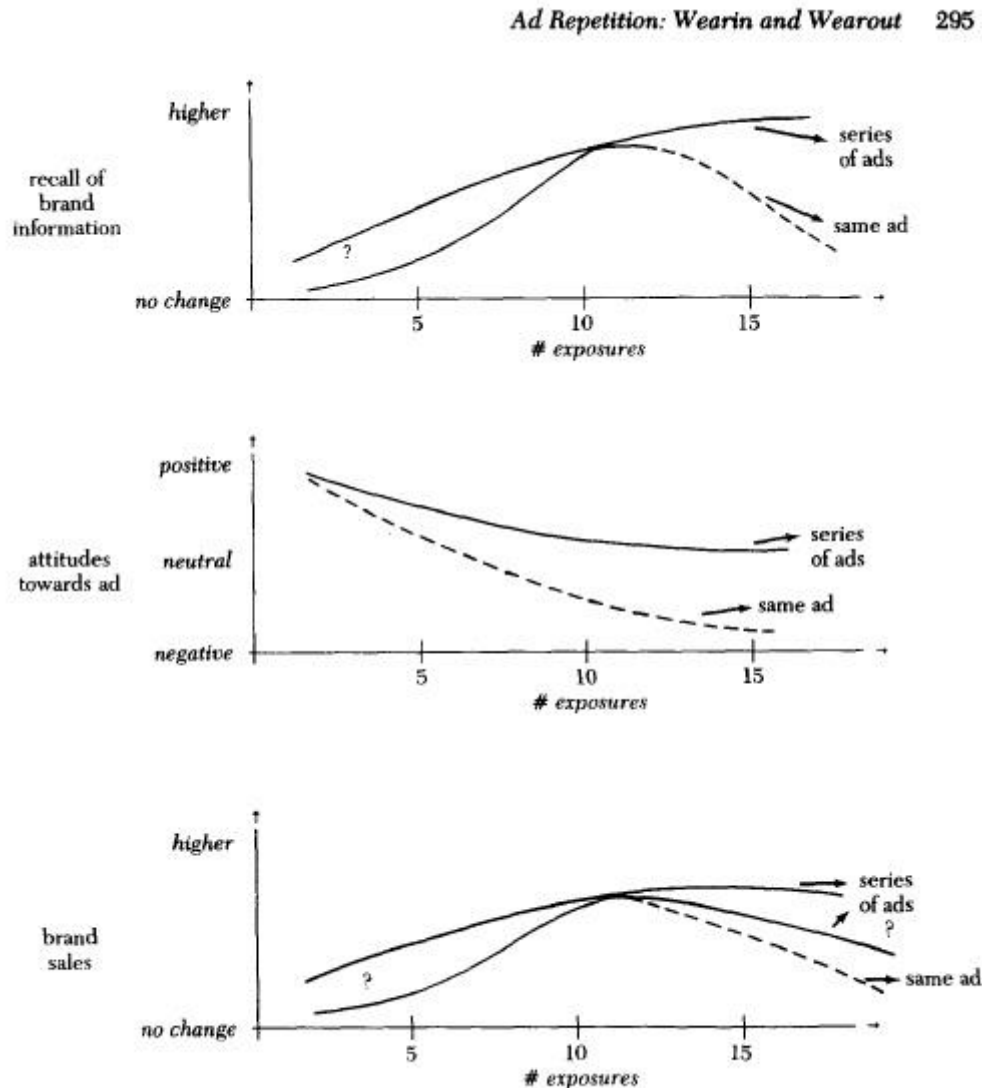 Ad Repetition: Wearin and Wearout 295
higher
series
of ads
recall of
brand
information
?
same ad
no change
5 10 15
# exposures
positive
series
of ads
attitudes
towards ad
neutral
same ad
negative
5 10 15
# exposures
higher
series
of ads
?
brand
sales
?
same ad
no change
5 10 15
# exposures